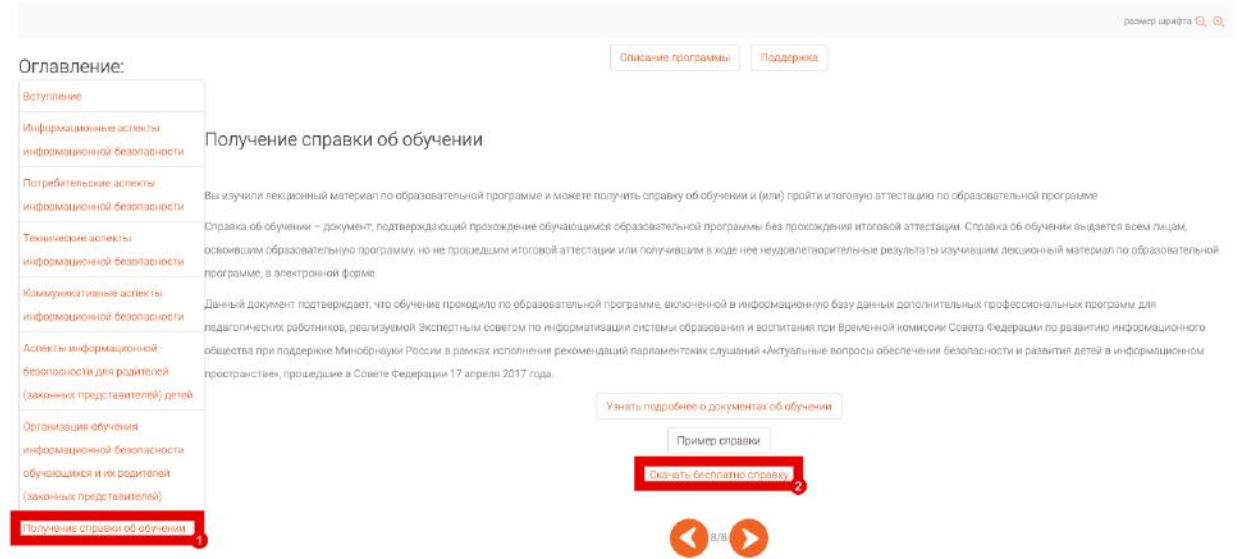 размер шрифта
Описание программы
Поддержка
Оглавление:
Вступление
Информационные аспекты
информационной безопасности
Потребительские аспекты
информационной безопасности
Технические аспекты
информационной безопасности
Коммуникативные аспекты
информационной безопасности
Аспекты информационной
безопасности для родителей
(законных представителей) детей
Организация обучения
информационной безопасности
обучающихся и их родителей
(законных представителей)
Получение справки об обучении
1
Получение справки об обучении
Вы изучили лекционный материал по образовательной программе и можете получить справку об обучении и (или) пройти итоговую аттестацию по образовательной программе
Справка об обучении – документ, подтверждающий прохождение обучающимся образовательной программы без прохождения итоговой аттестации. Справка об обучении выдается всем лицам,
освоившим образовательную программу, но не прошедшим итоговой аттестации или получившим в ходе нее неудовлетворительные результаты изучившим лекционный материал по образовательной
программе, в электронной форме.
Данный документ подтверждает, что обучение проходило по образовательной программе, включенной в информационную базу данных дополнительных профессиональных программ для
педагогических работников, реализуемой Экспертным советом по информатизации системы образования и воспитания при Временной комиссии Совета Федерации по развитию информационного
общества при поддержке Минобрнауки России в рамках исполнения рекомендаций парламентских слушаний «Актуальные вопросы обеспечения безопасности и развития детей в информационном
пространстве», прошедшие в Совете Федерации 17 апреля 2017 года.
Узнать подробнее о документах об обучении
Пример справки
Скачать бесплатно справку
2
8/8